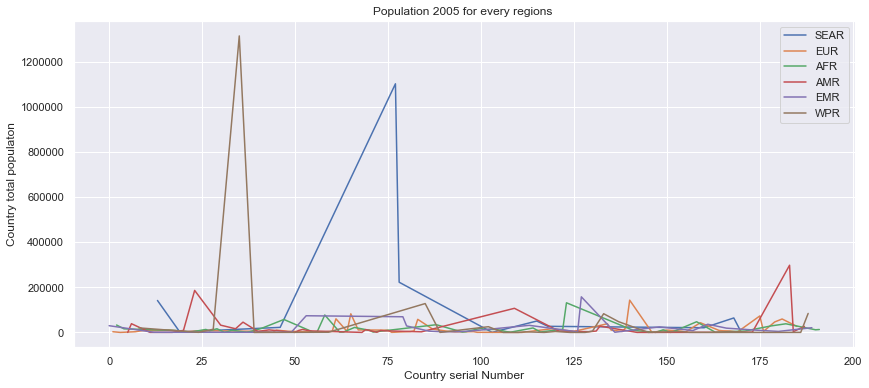 Population 2005 for every regions
SEAR
EUR
AFR
AMR
EMR
WPR
Country total populaton
1200000
1000000
800000
600000
400000
200000
0
0 25 50 75 100 125 150 175 200
Country serial Number